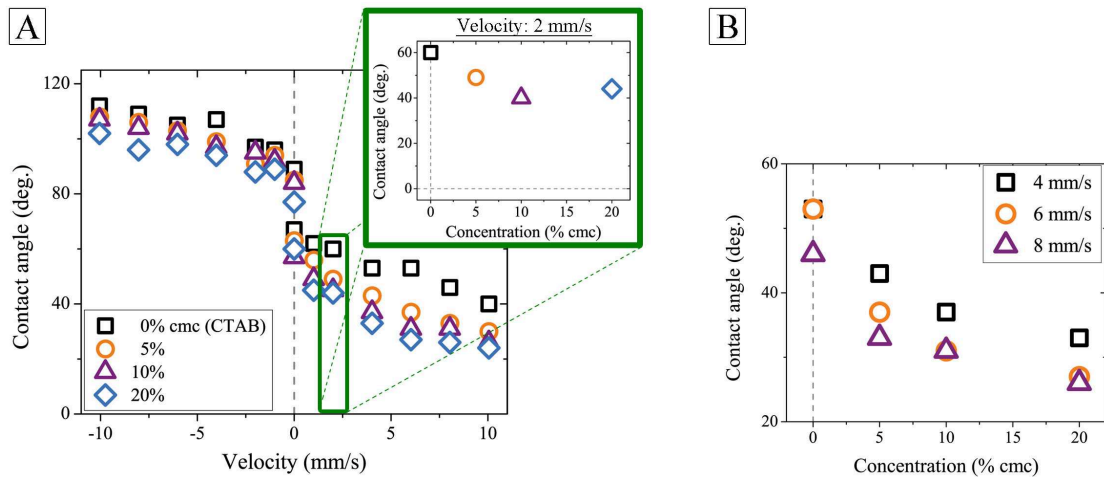 A
Contact angle (deg.)
120
80
40
0
-10
-5
0
5
10
Velocity (mm/s)
0% cmc (CTAB)
5%
10%
20%
Velocity: 2 mm/s
Contact angle (deg.)
60
40
20
0
0
5
10
15
20
Concentration (% cmc)
B
Contact angle (deg.)
60
40
20
0
5
10
15
20
Concentration (% cmc)
4 mm/s
6 mm/s
8 mm/s